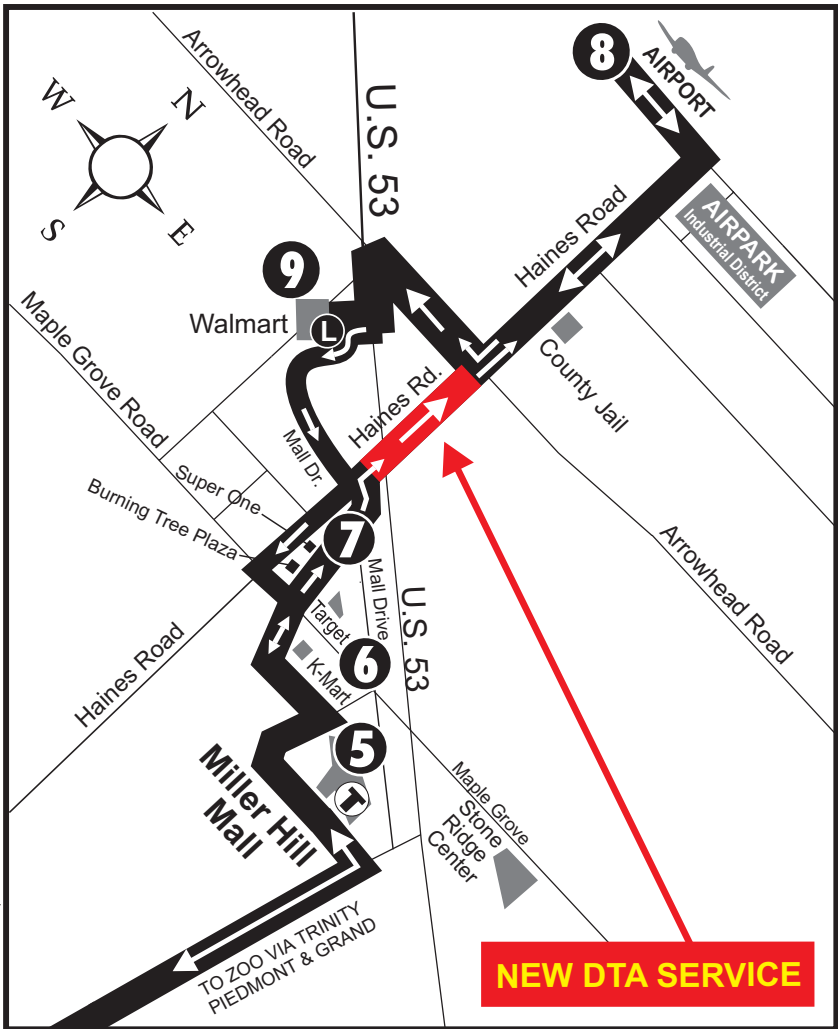 8
AIRPORT
Arrowhead Road
U.S. 53
W
N
S
E
Haines Road
AIRPARK
Industrial District
9
Walmart
L
County Jail
Maple Grove Road
Haines Rd.
Mall Dr.
Super One
Burning Tree Plaza
7
Arrowhead Road
Target
Mall Drive
U.S. 53
Haines Road
K-Mart
6
5
T
Miller Hill
Mall
Maple Grove
Stone
Ridge
Center
TO ZOO VIA TRINITY
PIEDMONT & GRAND
NEW DTA SERVICE